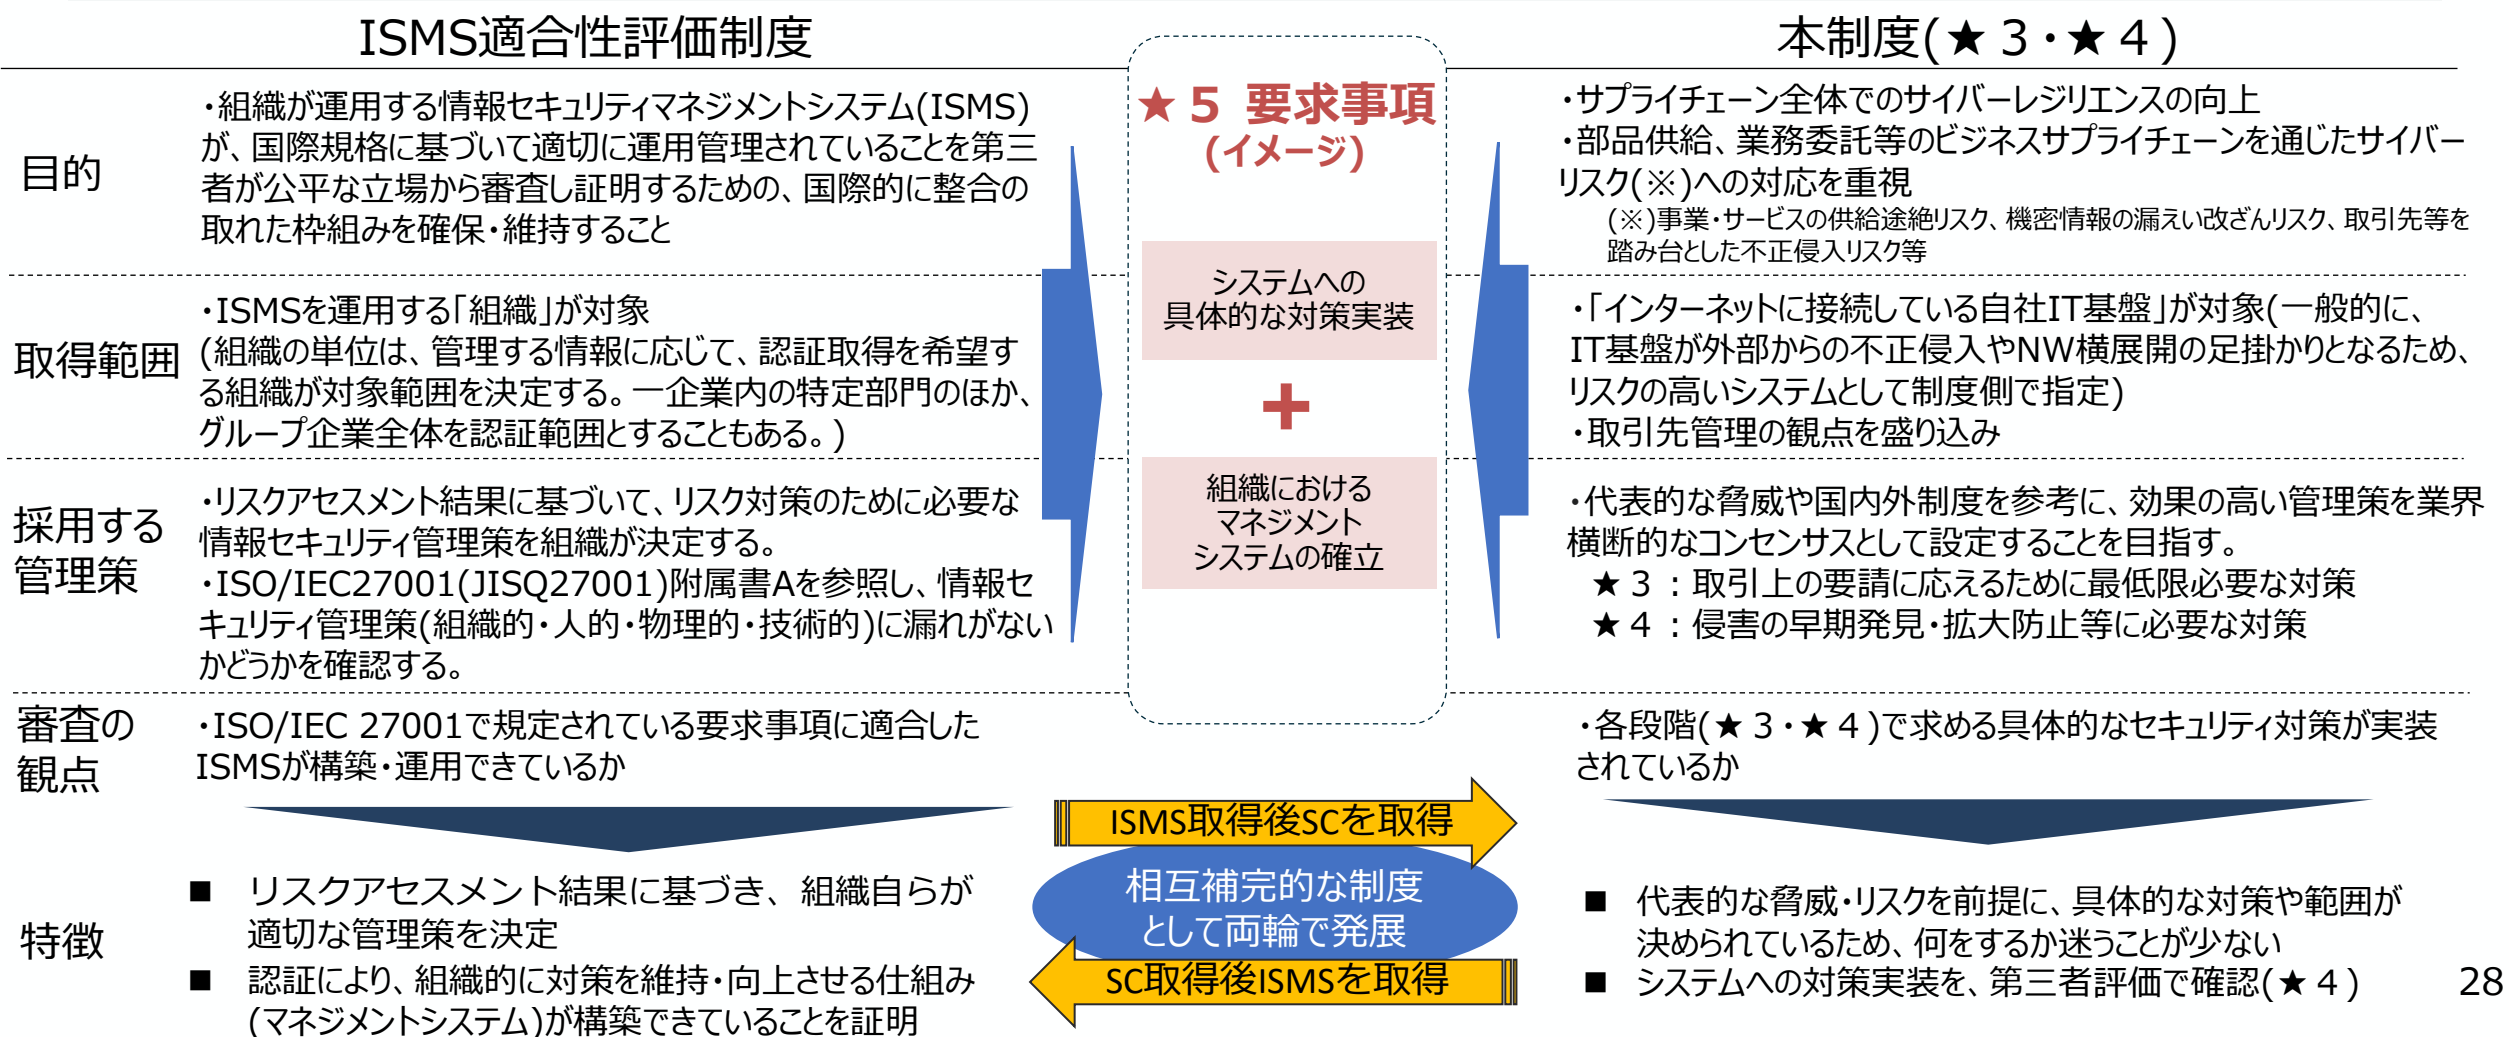 ISMS適合性評価制度
本制度(★３・★４)
目的
・組織が運用する情報セキュリティマネジメントシステム(ISMS)
が、国際規格に基づいて適切に運用管理されていることを第三
者が公平な立場から審査し証明するための、国際的に整合の
取れた枠組みを確保・維持すること
★５ 要求事項
(イメージ)
・サプライチェーン全体でのサイバーレジリエンスの向上
・部品供給、業務委託等のビジネスサプライチェーンを通じたサイバー
リスク(※)への対応を重視
(※)事業・サービスの供給途絶リスク、機密情報の漏えい改ざんリスク、取引先等を
踏み台とした不正侵入リスク等
取得範囲
・ISMSを運用する「組織」が対象
(組織の単位は、管理する情報に応じて、認証取得を希望す
る組織が対象範囲を決定する。一企業内の特定部門のほか、
グループ企業全体を認証範囲とすることもある。)
システムへの
具体的な対策実装
+
・「インターネットに接続している自社IT基盤」が対象(一般的に、
IT基盤が外部からの不正侵入やNW横展開の足掛かりとなるため、
リスクの高いシステムとして制度側で指定)
・取引先管理の観点を盛り込み
採用する
管理策
・リスクアセスメント結果に基づいて、リスク対策のために必要な
情報セキュリティ管理策を組織が決定する。
・ISO/IEC27001(JISQ27001)附属書Aを参照し、情報セ
キュリティ管理策(組織的・人的・物理的・技術的)に漏れがない
かどうかを確認する。
組織における
マネジメント
システムの確立
・代表的な脅威や国内外制度を参考に、効果の高い管理策を業界
横断的なコンセンサスとして設定することを目指す。
★３：取引上の要請に応えるために最低限必要な対策
★４：侵害の早期発見・拡大防止等に必要な対策
審査の
観点
・ISO/IEC 27001で規定されている要求事項に適合した
ISMSが構築・運用できているか
・各段階(★３・★４)で求める具体的なセキュリティ対策が実装
されているか
ISMS取得後SCを取得
相互補完的な制度
として両輪で発展
SC取得後ISMSを取得
特徴
■ リスクアセスメント結果に基づき、組織自らが
適切な管理策を決定
■ 認証により、組織的に対策を維持・向上させる仕組み
(マネジメントシステム)が構築できていることを証明
■ 代表的な脅威・リスクを前提に、具体的な対策や範囲が
決められているため、何をするか迷うことが少ない
■ システムへの対策実装を、第三者評価で確認(★４)
28